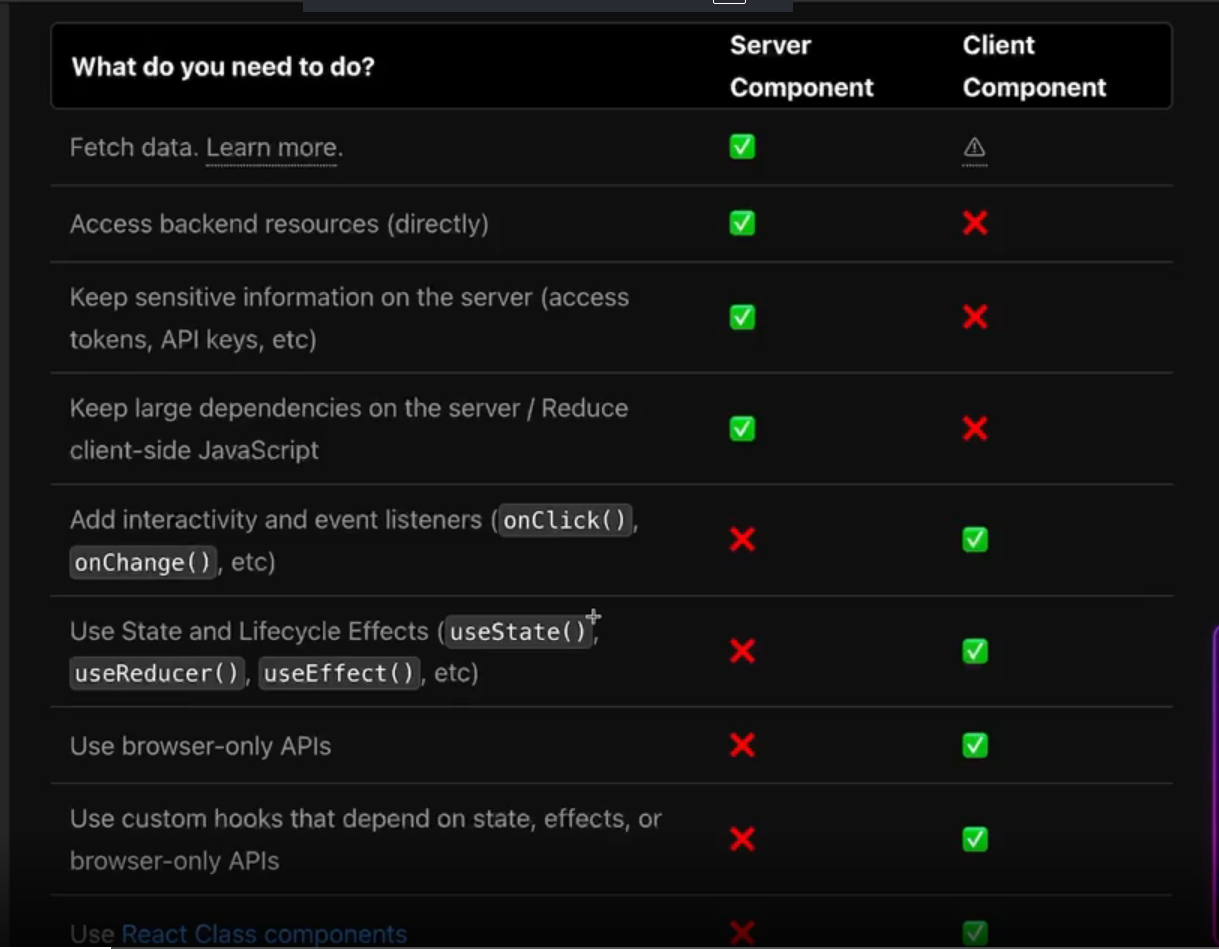 What do you need to do?
Server
Component
Client
Component
Fetch data. Learn more.
Access backend resources (directly)
Keep sensitive information on the server (access
tokens, API keys, etc)
Keep large dependencies on the server / Reduce
client-side JavaScript
Add interactivity and event listeners (onClick(),
onChange(), etc)
Use State and Lifecycle Effects (useState(),
useReducer(), useEffect(), etc)
Use browser-only APIs
Use custom hooks that depend on state, effects, or
browser-only APIs
Use React Class components